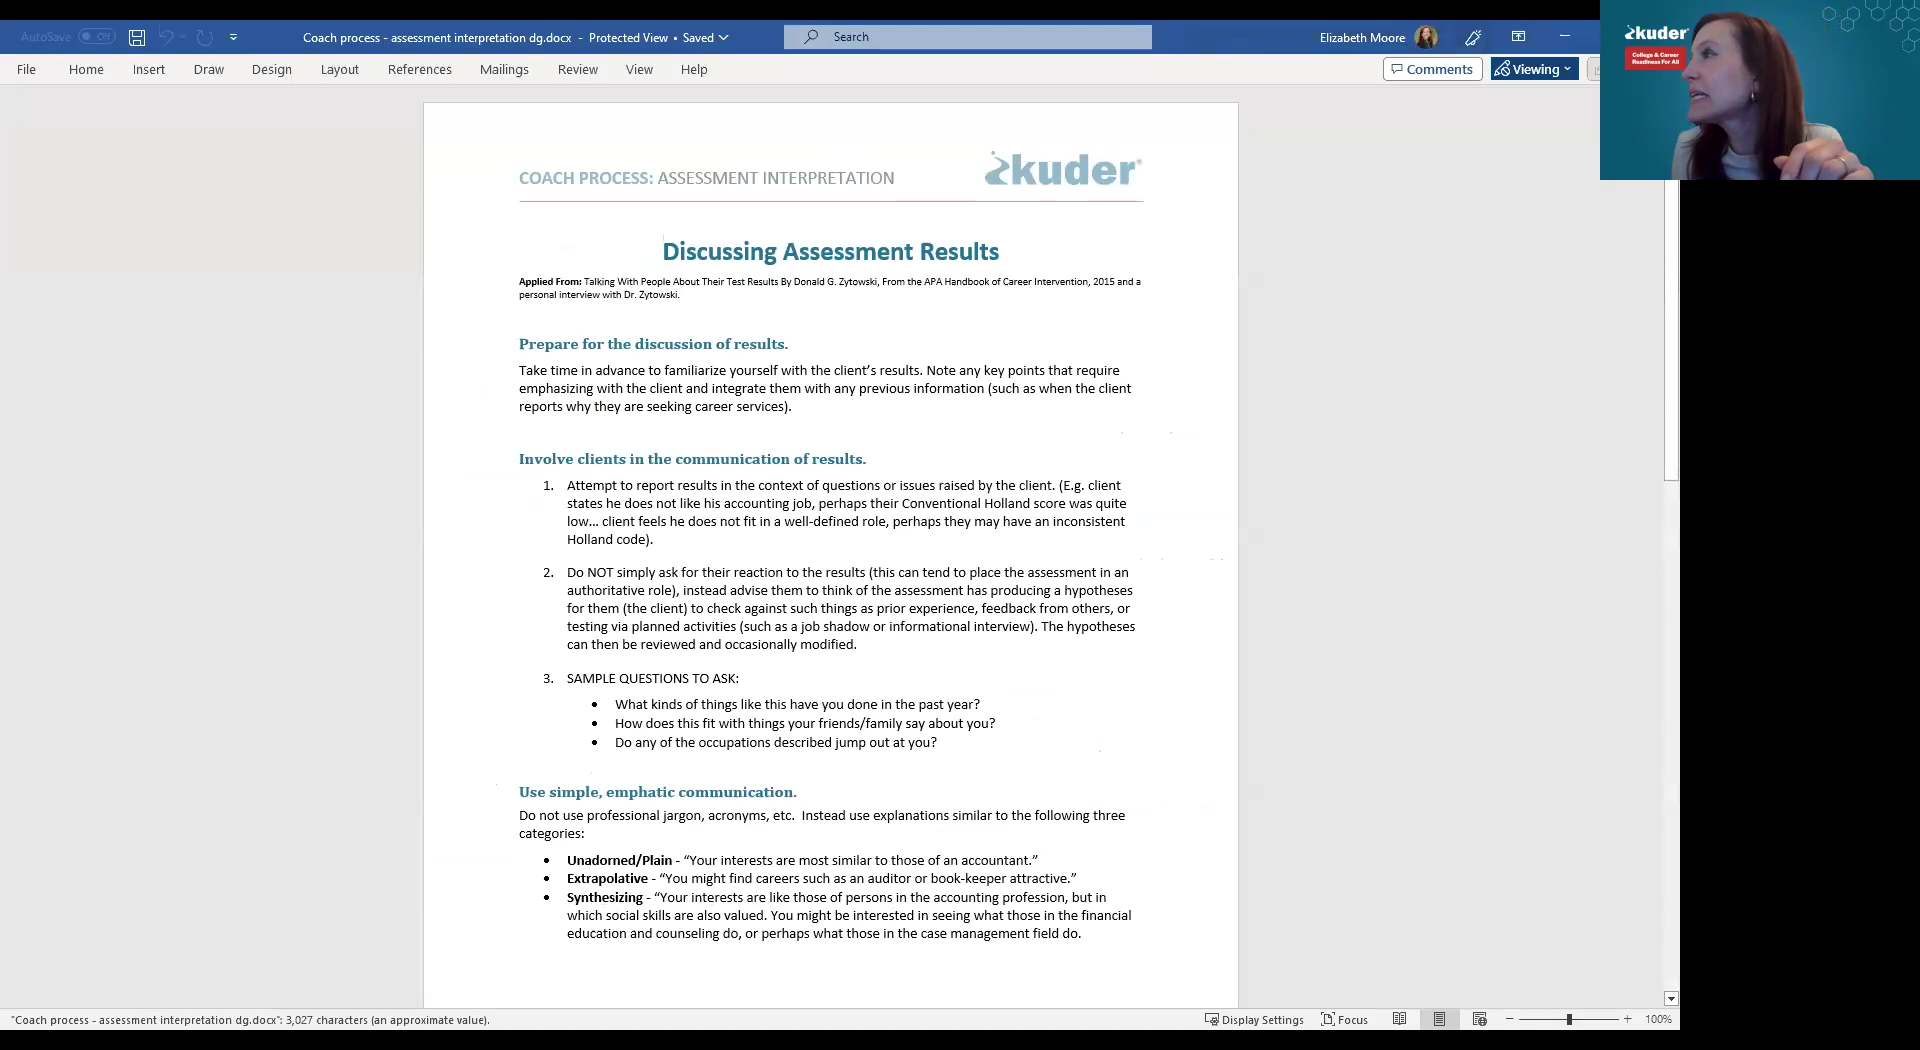 AutoSave Off
Coach process - assessment interpretation dg.docx - Protected View • Saved
Search
Elizabeth Moore
kuder
College & Career
Readiness For All
File Home Insert Draw Design Layout References Mailings Review View Help
Comments Viewing
COACH PROCESS: ASSESSMENT INTERPRETATION
kuder®
Discussing Assessment Results
Applied From: Talking With People About Their Test Results By Donald G. Zytowski, From the APA Handbook of Career Intervention, 2015 and a
personal interview with Dr. Zytowski.
Prepare for the discussion of results.
Take time in advance to familiarize yourself with the client’s results. Note any key points that require
emphasizing with the client and integrate them with any previous information (such as when the client
reports why they are seeking career services).
Involve clients in the communication of results.
1. Attempt to report results in the context of questions or issues raised by the client. (E.g. client
states he does not like his accounting job, perhaps their Conventional Holland score was quite
low… client feels he does not fit in a well-defined role, perhaps they may have an inconsistent
Holland code).
2. Do NOT simply ask for their reaction to the results (this can tend to place the assessment in an
authoritative role), instead advise them to think of the assessment has producing a hypotheses
for them (the client) to check against such things as prior experience, feedback from others, or
testing via planned activities (such as a job shadow or informational interview). The hypotheses
can then be reviewed and occasionally modified.
3. SAMPLE QUESTIONS TO ASK:
• What kinds of things like this have you done in the past year?
• How does this fit with things your friends/family say about you?
• Do any of the occupations described jump out at you?
Use simple, emphatic communication.
Do not use professional jargon, acronyms, etc. Instead use explanations similar to the following three
categories:
• Unadorned/Plain - “Your interests are most similar to those of an accountant.”
• Extrapolative - “You might find careers such as an auditor or book-keeper attractive.”
• Synthesizing - “Your interests are like those of persons in the accounting profession, but in
which social skills are also valued. You might be interested in seeing what those in the financial
education and counseling do, or perhaps what those in the case management field do.
"Coach process - assessment interpretation dg.docx": 3,027 characters (an approximate value).
Display Settings Focus 100%